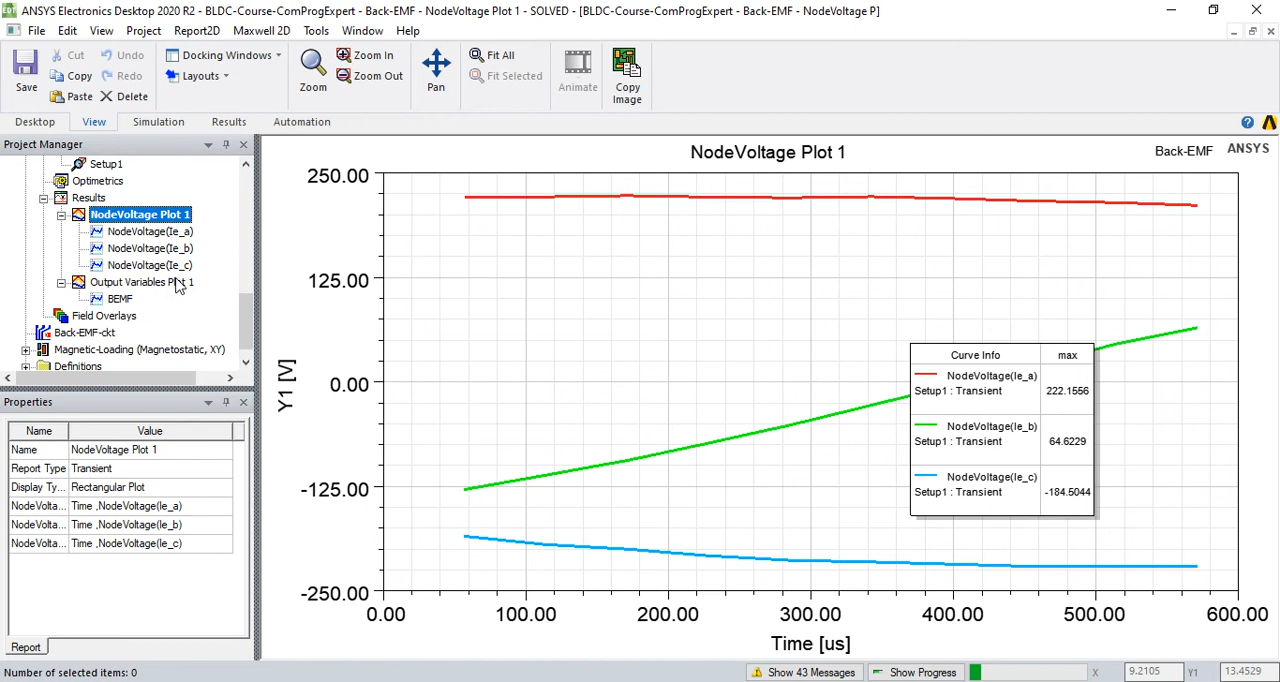 ANSYS Electronics Desktop 2020 R2 - BLDC-Course-ComProgExpert - Back-EMF - NodeVoltage Plot 1 - SOLVED - [BLDC-Course-ComProgExpert - Back-EMF - NodeVoltage P]
File Edit View Project Report2D Maxwell 2D Tools Window Help
Save
Cut Undo
Copy Redo
Paste Delete
Docking Windows
Layouts
Zoom
Zoom In
Zoom Out
Pan
Fit All
Fit Selected
Animate
Copy
Image
Desktop View Simulation Results Automation
Project Manager
Setup1
Optimetrics
Results
NodeVoltage Plot 1
NodeVoltage(Ie_a)
NodeVoltage(Ie_b)
NodeVoltage(Ie_c)
Output Variables Plot 1
BEMF
Field Overlays
Back-EMF-ckt
Magnetic-Loading (Magnetostatic, XY)
Definitions
Properties
Name Value
Name NodeVoltage Plot 1
Report Type Transient
Display Ty... Rectangular Plot
NodeVolta... Time ,NodeVoltage(Ie_a)
NodeVolta... Time ,NodeVoltage(Ie_b)
NodeVolta... Time ,NodeVoltage(Ie_c)
Report
NodeVoltage Plot 1
Back-EMF ANSYS
250.00
125.00
0.00
-125.00
-250.00
Y1 [V]
0.00 100.00 200.00 300.00 400.00 500.00 600.00
Time [us]
Curve Info max
NodeVoltage(Ie_a)
Setup1 : Transient 222.1556
NodeVoltage(Ie_b)
Setup1 : Transient 64.6229
NodeVoltage(Ie_c)
Setup1 : Transient -184.5044
Number of selected items: 0
Show 43 Messages Show Progress X 9.2105 Y1 13.4529